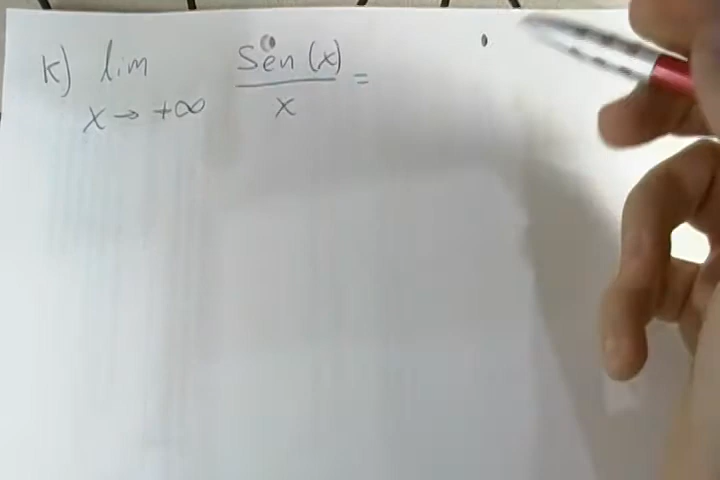 K) lim Sen (x) =
x → +∞ x